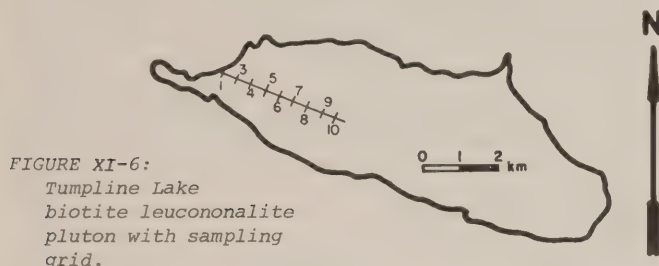 N
3
5
7
9
1
4
6
8
10
0 1 2
km
FIGURE XI-6:
Tumpline Lake
biotite leucononalite
pluton with sampling
grid.